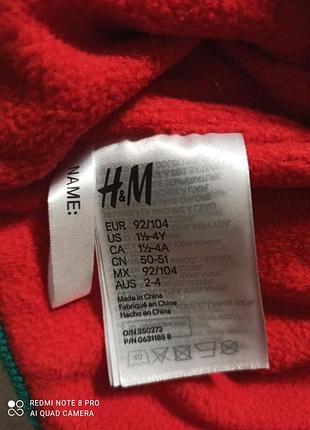 NAME:
H&M
EUR 92/104
US 1½-4Y
CA 1½-4A
CN 50-51
MX 92/104
AUS 2-4
Made in China
Fabriqué en Chine
Hecho en China
O/N 350272
P/N 0631185 8
REDMI NOTE 8 PRO
AI QUAD CAMERA